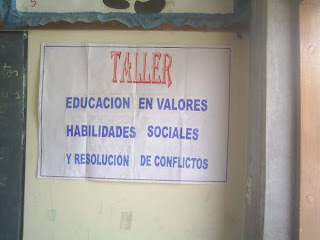 TALLER
EDUCACION EN VALORES
HABILIDADES SOCIALES
Y RESOLUCIÓN DE CONFLICTOS